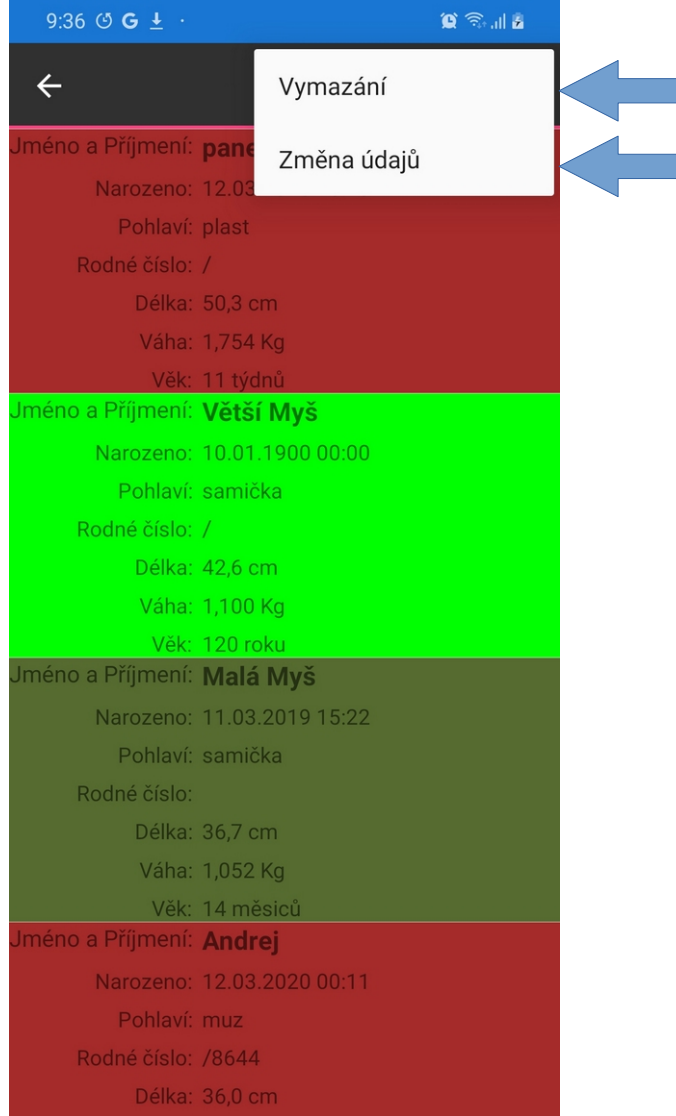 9:36 G
Vymazání
Změna údajů
Jméno a Příjmení: pane
Narozeno: 12.03
Pohlaví: plast
Rodné číslo: /
Délka: 50,3 cm
Váha: 1,754 Kg
Věk: 11 týdnů
Jméno a Příjmení: Větší Myš
Narozeno: 10.01.1900 00:00
Pohlaví: samička
Rodné číslo: /
Délka: 42,6 cm
Váha: 1,100 Kg
Věk: 120 roku
Jméno a Příjmení: Malá Myš
Narozeno: 11.03.2019 15:22
Pohlaví: samička
Rodné číslo:
Délka: 36,7 cm
Váha: 1,052 Kg
Věk: 14 měsiců
Jméno a Příjmení: Andrej
Narozeno: 12.03.2020 00:11
Pohlaví: muz
Rodné číslo: /8644
Délka: 36,0 cm